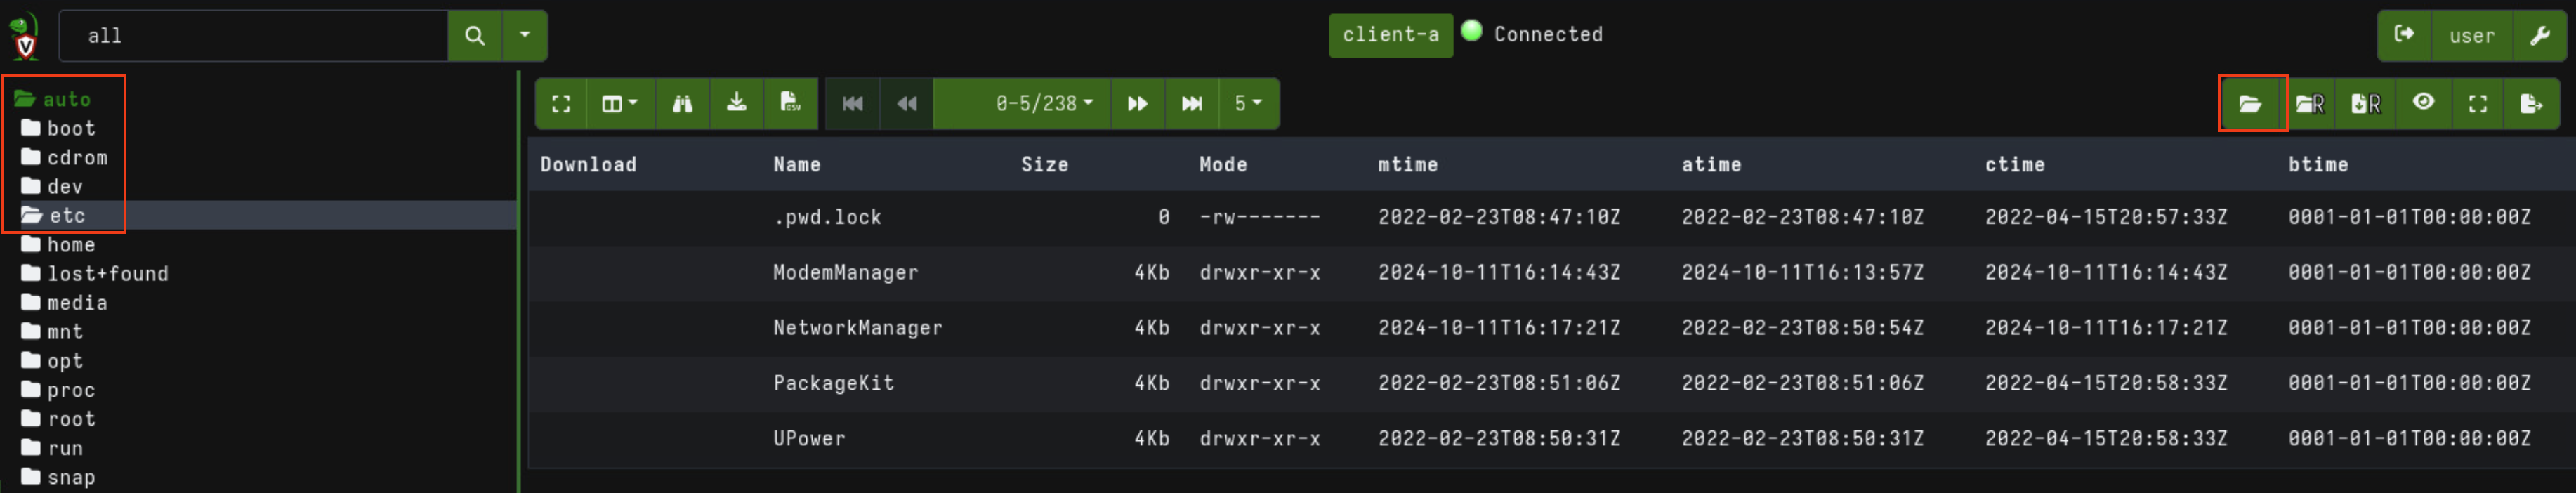 all client-a Connected user
auto
boot
cdrom
dev
etc
home
lost+found
media
mnt
opt
proc
root
run
snap
CSV 0-5/238 5 R R
Download Name Size Mode mtime atime ctime btime
.pwd.lock 0 -rw------- 2022-02-23T08:47:10Z 2022-02-23T08:47:10Z 2022-04-15T20:57:33Z 0001-01-01T00:00:00Z
ModemManager 4Kb drwxr-xr-x 2024-10-11T16:14:43Z 2024-10-11T16:13:57Z 2024-10-11T16:14:43Z 0001-01-01T00:00:00Z
NetworkManager 4Kb drwxr-xr-x 2024-10-11T16:17:21Z 2022-02-23T08:50:54Z 2024-10-11T16:17:21Z 0001-01-01T00:00:00Z
PackageKit 4Kb drwxr-xr-x 2022-02-23T08:51:06Z 2022-02-23T08:51:06Z 2022-04-15T20:58:33Z 0001-01-01T00:00:00Z
UPower 4Kb drwxr-xr-x 2022-02-23T08:50:31Z 2022-02-23T08:50:31Z 2022-04-15T20:58:33Z 0001-01-01T00:00:00Z